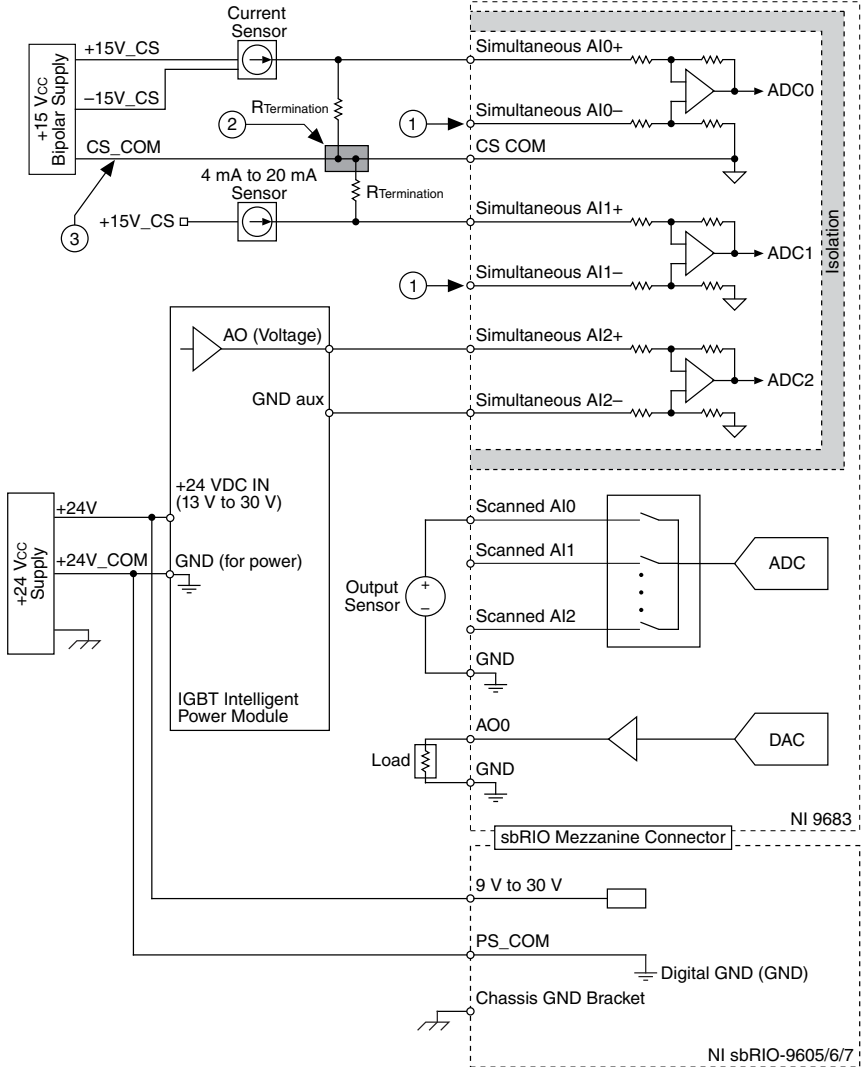 Current
Sensor
+15V_CS
–15V_CS
+15 VCC
Bipolar Supply
CS_COM
RTermination
2
1
3
4 mA to 20 mA
Sensor
RTermination
+15V_CS
1
Simultaneous AI0+
ADC0
Simultaneous AI0–
CS COM
Simultaneous AI1+
ADC1
Simultaneous AI1–
Isolation
Simultaneous AI2+
ADC2
Simultaneous AI2–
AO (Voltage)
GND aux
+24 VDC IN
(13 V to 30 V)
GND (for power)
IGBT Intelligent
Power Module
+24V
+24V_COM
+24 VCC
Supply
Output
Sensor
+
–
Scanned AI0
Scanned AI1
Scanned AI2
GND
ADC
AO0
Load
GND
DAC
NI 9683
sbRIO Mezzanine Connector
9 V to 30 V
PS_COM
Digital GND (GND)
Chassis GND Bracket
NI sbRIO-9605/6/7